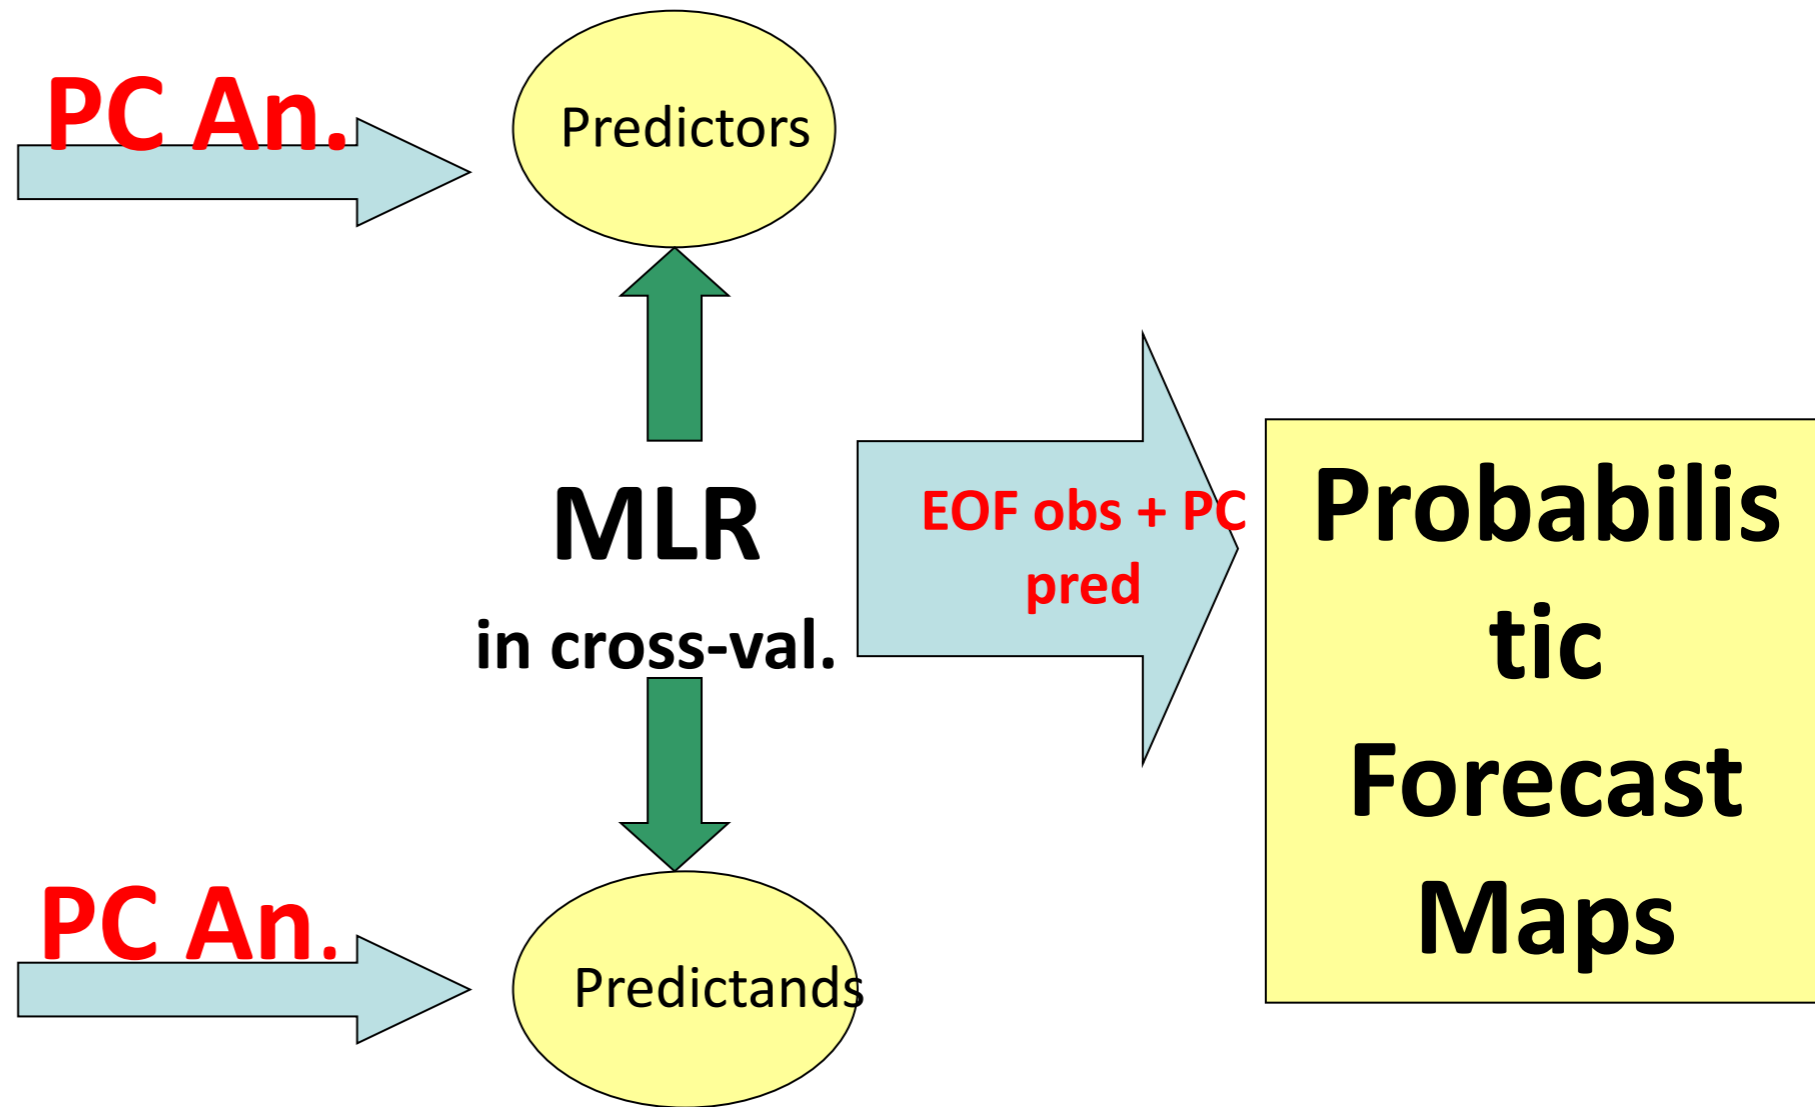 PC An.
Predictors
MLR
in cross-val.
EOF obs + PC
pred
Probabilis
tic
Forecast
Maps
PC An.
Predictands